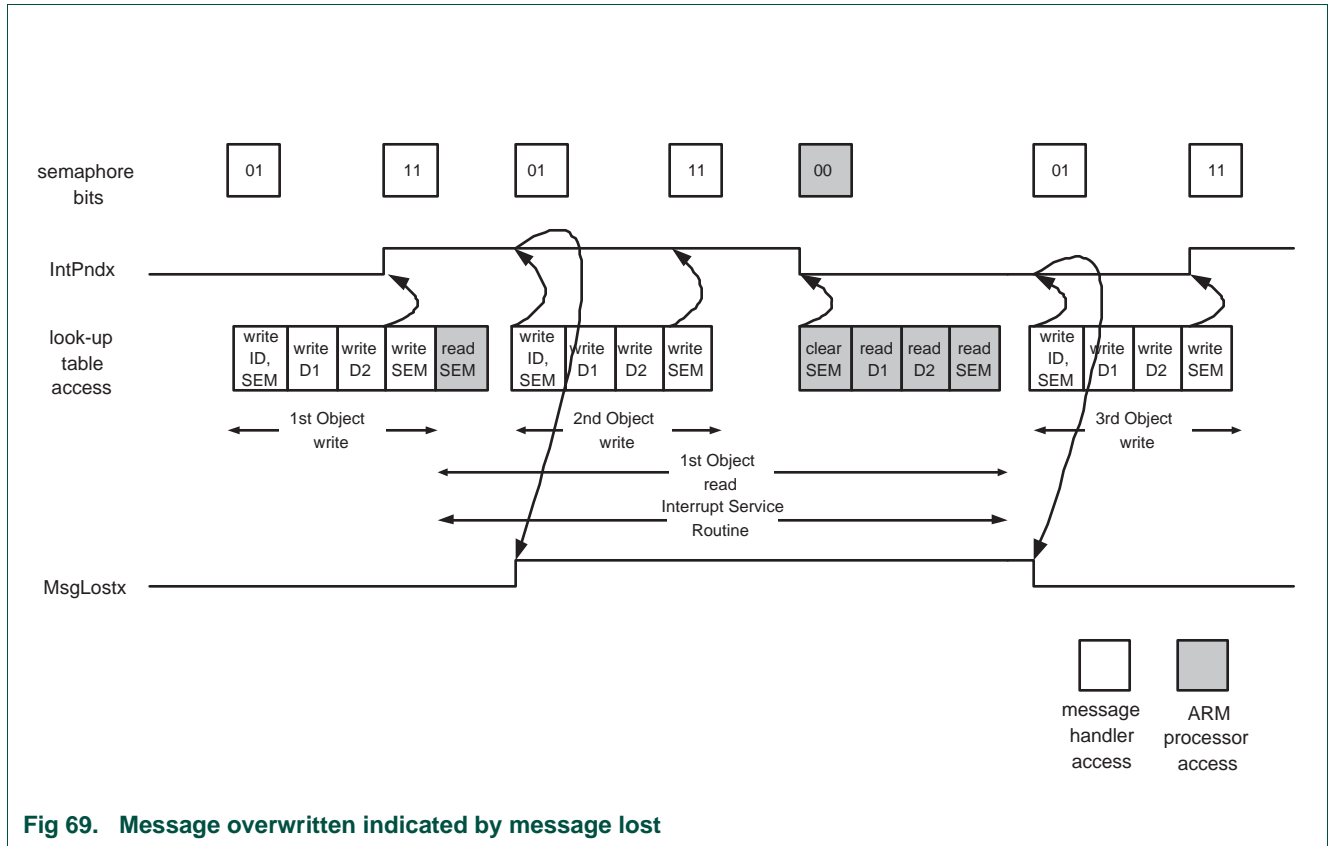 semaphore
bits
01
11
01
11
00
01
11
IntPndx
look-up
table
access
write
ID,
SEM
write
D1
write
D2
write
SEM
read
SEM
write
ID,
SEM
write
D1
write
D2
write
SEM
clear
SEM
read
D1
read
D2
read
SEM
write
ID,
SEM
write
D1
write
D2
write
SEM
1st Object
write
2nd Object
write
3rd Object
write
1st Object
read
Interrupt Service
Routine
MsgLostx
message
handler
access
ARM
processor
access
Fig 69. Message overwritten indicated by message lost